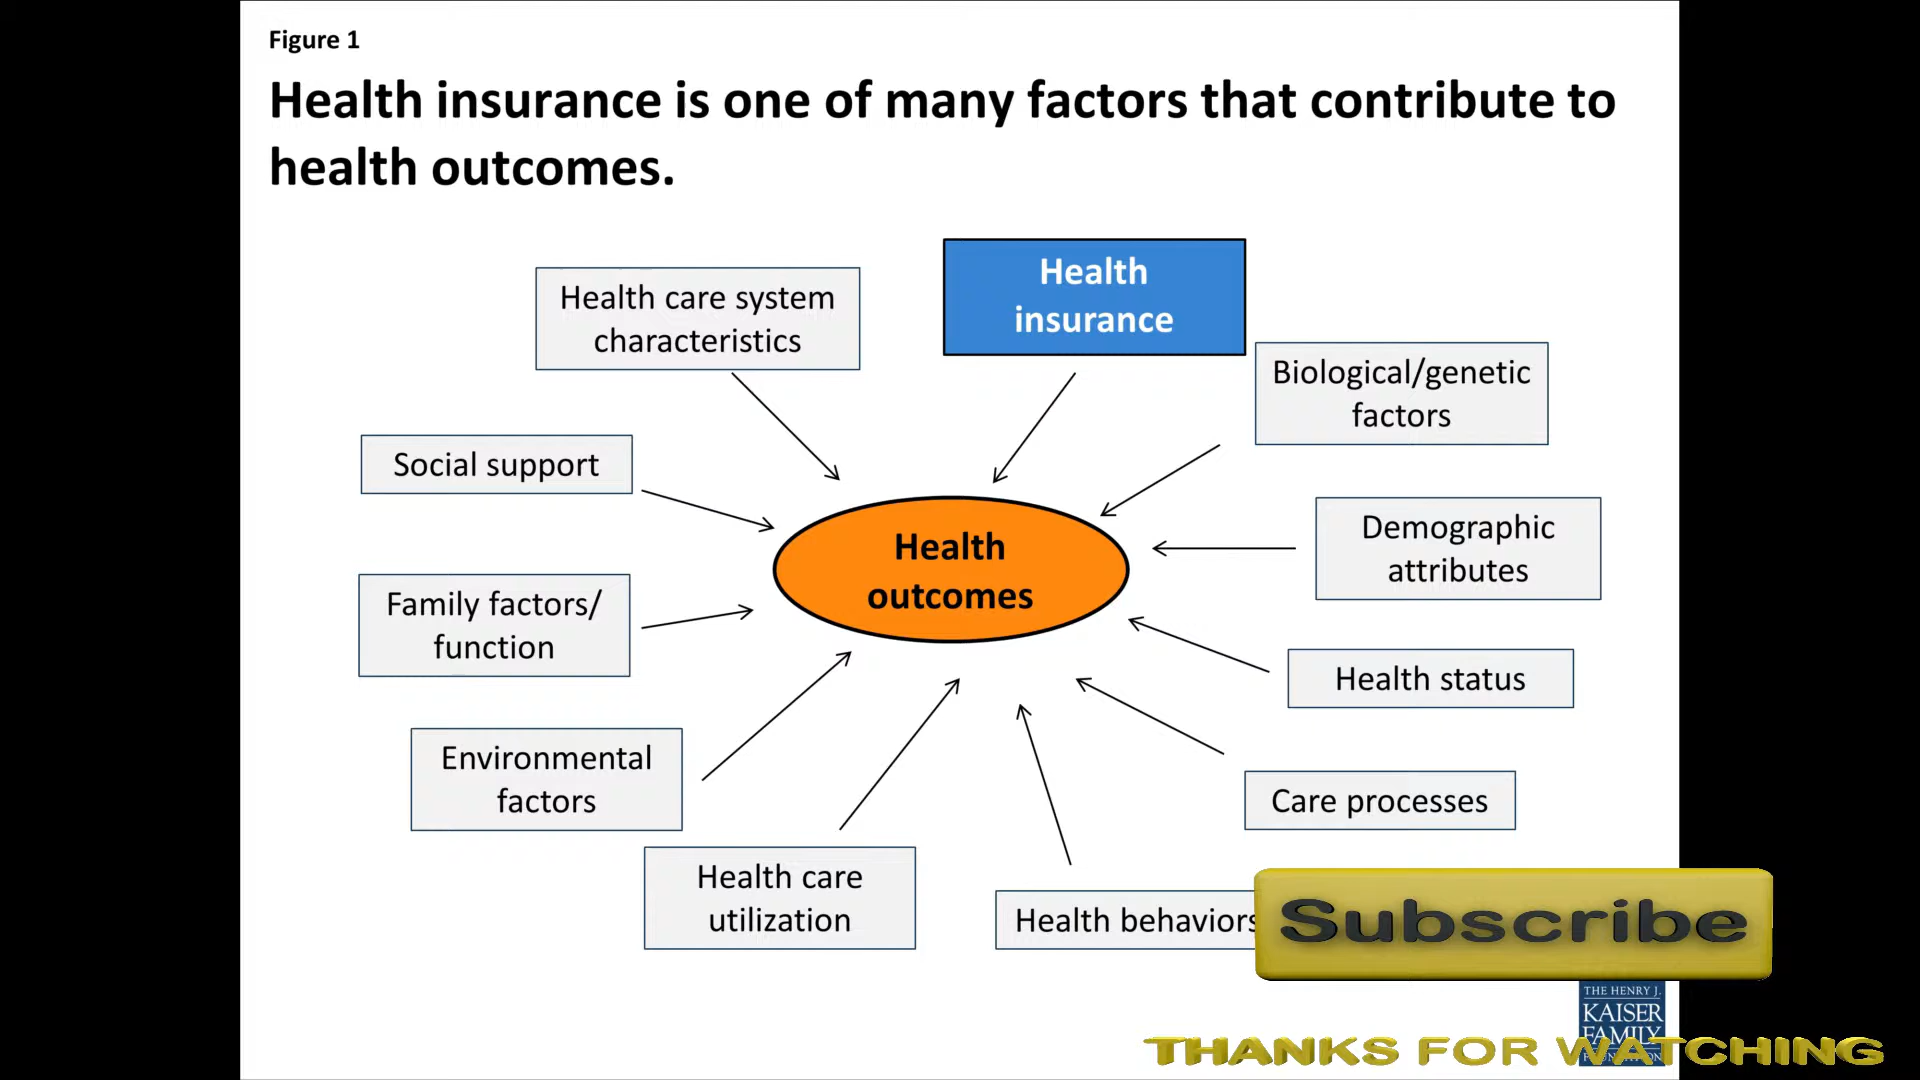 Figure 1
Health insurance is one of many factors that contribute to
health outcomes.
Health care system
characteristics
Health
insurance
Biological/genetic
factors
Social support
Demographic
attributes
Health
outcomes
Family factors/
function
Health status
Environmental
factors
Care processes
Health care
utilization
Health behaviors
Subscribe
THE HENRY J.
KAISER
FAMILY
FOUNDATION
THANKS FOR WATCHING